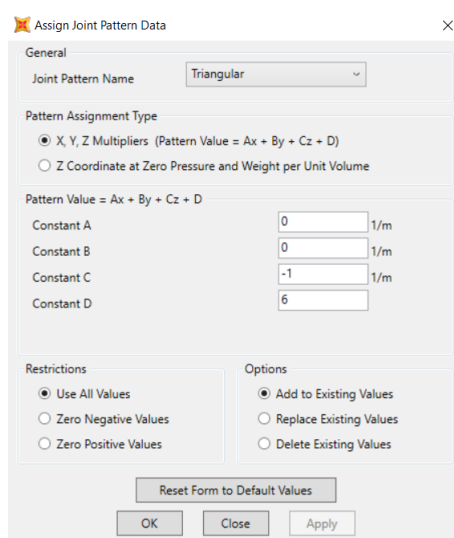 Assign Joint Pattern Data
General
Joint Pattern Name Triangular
Pattern Assignment Type
X, Y, Z Multipliers (Pattern Value = Ax + By + Cz + D)
Z Coordinate at Zero Pressure and Weight per Unit Volume
Pattern Value = Ax + By + Cz + D
Constant A 0 1/m
Constant B 0 1/m
Constant C -1 1/m
Constant D 6
Restrictions
Use All Values
Zero Negative Values
Zero Positive Values
Options
Add to Existing Values
Replace Existing Values
Delete Existing Values
Reset Form to Default Values
OK Close Apply